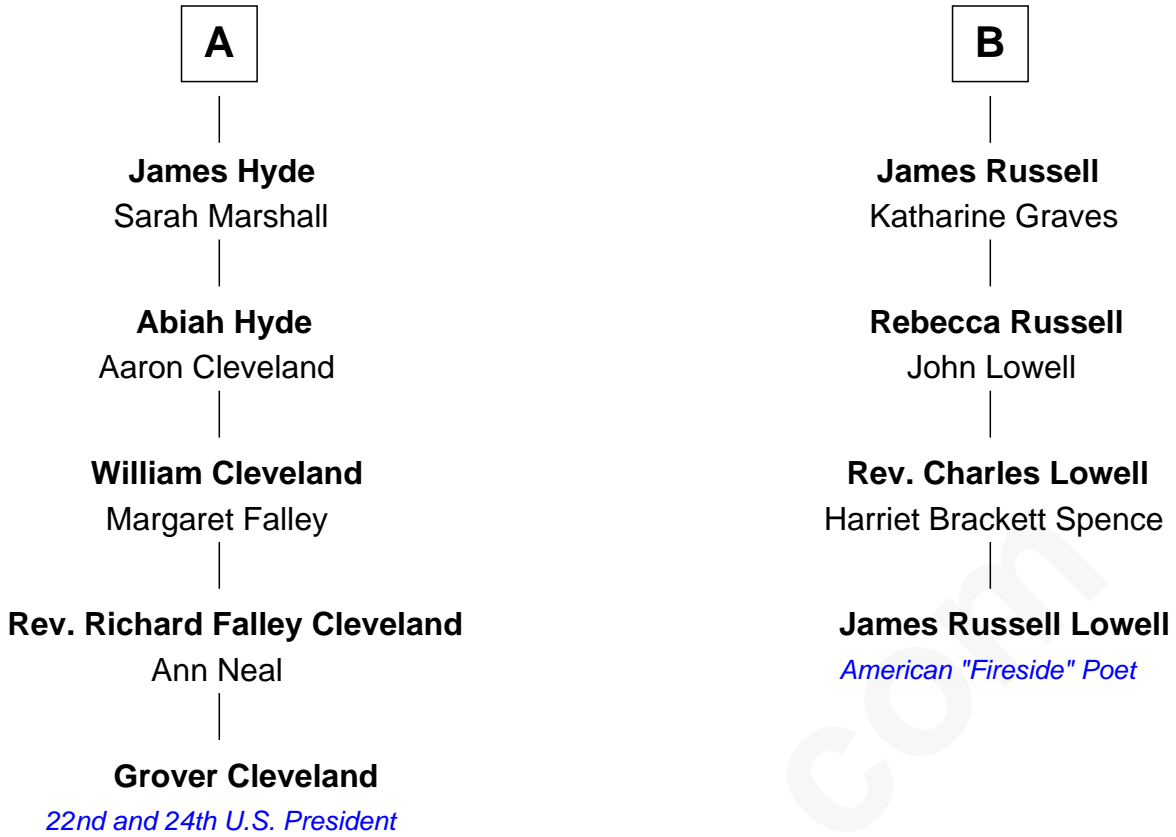 A
James Hyde
Sarah Marshall
Abiah Hyde
Aaron Cleveland
William Cleveland
Margaret Falley
Rev. Richard Falley Cleveland
Ann Neal
Grover Cleveland
22nd and 24th U.S. President
B
James Russell
Katharine Graves
Rebecca Russell
John Lowell
Rev. Charles Lowell
Harriet Brackett Spence
James Russell Lowell
American "Fireside" Poet
com